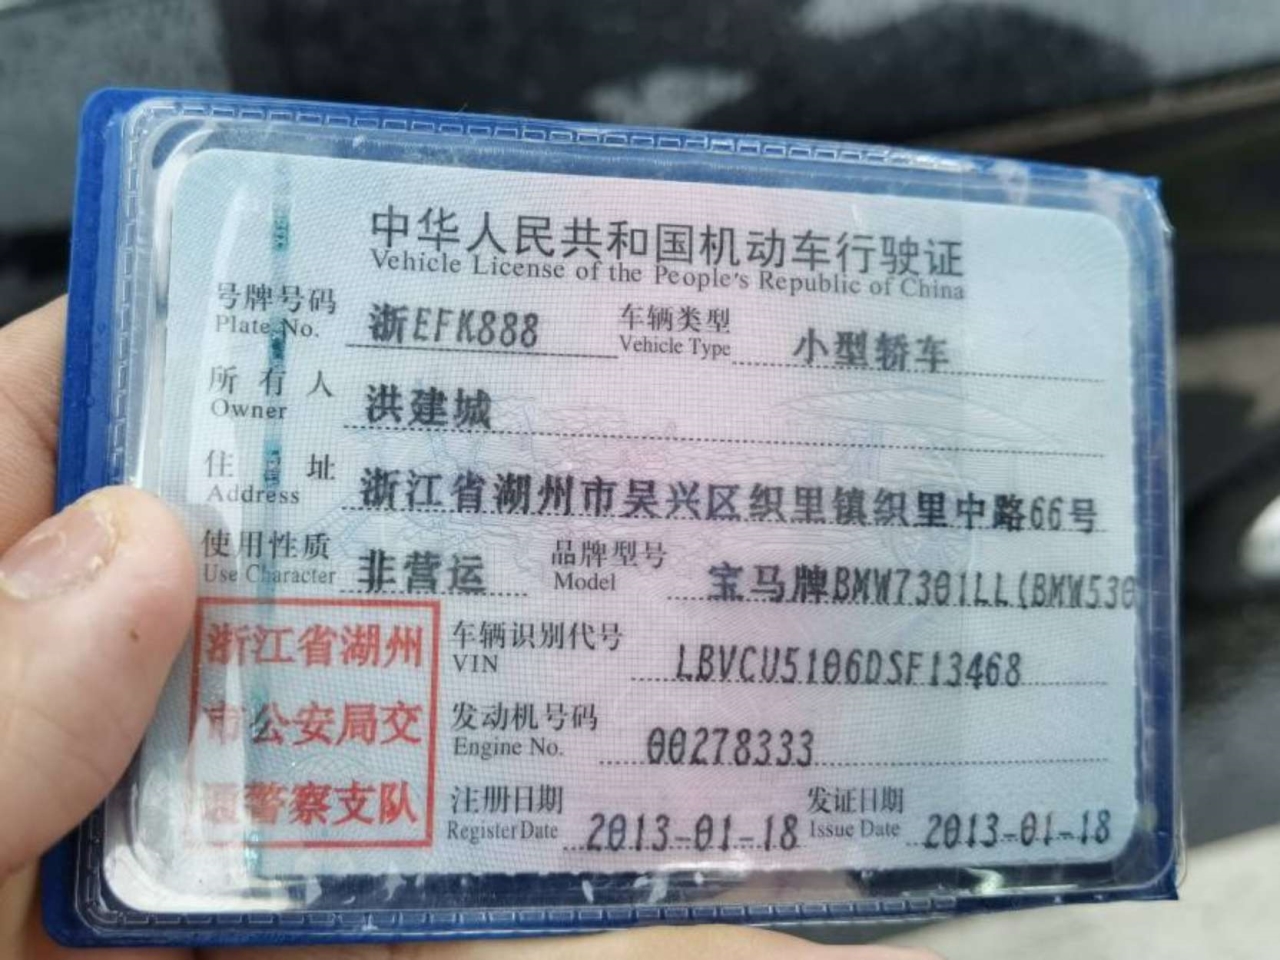 中华人民共和国机动车行驶证
Vehicle License of the People's Republic of China
号牌号码 浙EFK888 车辆类型 小型轿车
Plate No. Vehicle Type
所有人 洪建城
Owner
住址 浙江省湖州市吴兴区织里镇织里中路66号
Address
使用性质 非营运 品牌型号 宝马牌BMW7301LL(BMW530
Use Character Model
浙江省湖州
市公安局交
通警察支队
车辆识别代号 LBVCU5106DSF13468
VIN
发动机号码 00278333
Engine No.
注册日期 2013-01-18 发证日期 2013-01-18
Register Date Issue Date